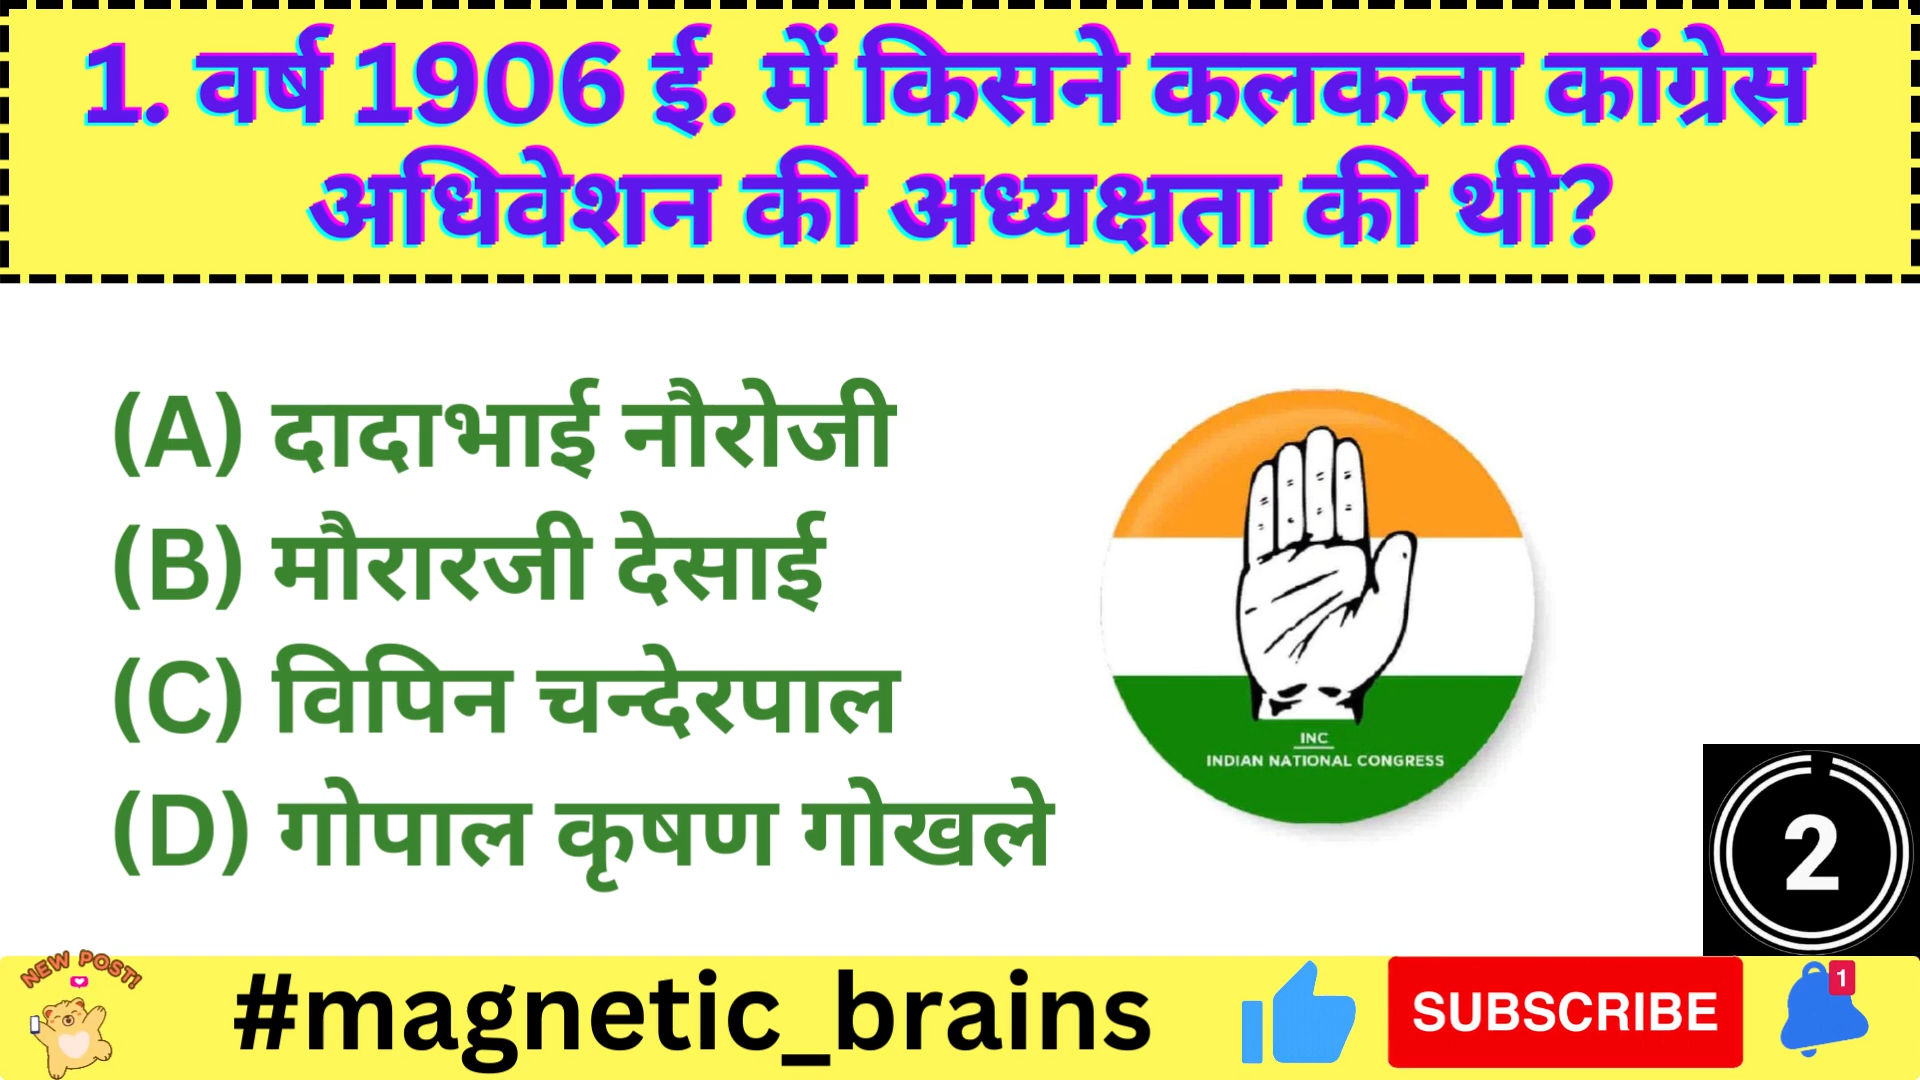 1. वर्ष 1906 ई. में किसने कलकत्ता कांग्रेस
अधिवेशन की अध्यक्षता की थी?
(A) दादाभाई नौरोजी
(B) मौरारजी देसाई
(C) विपिन चन्देरपाल
(D) गोपाल कृषण गोखले
INC
INDIAN NATIONAL CONGRESS
2
NEW POST!
#magnetic_brains
SUBSCRIBE
1